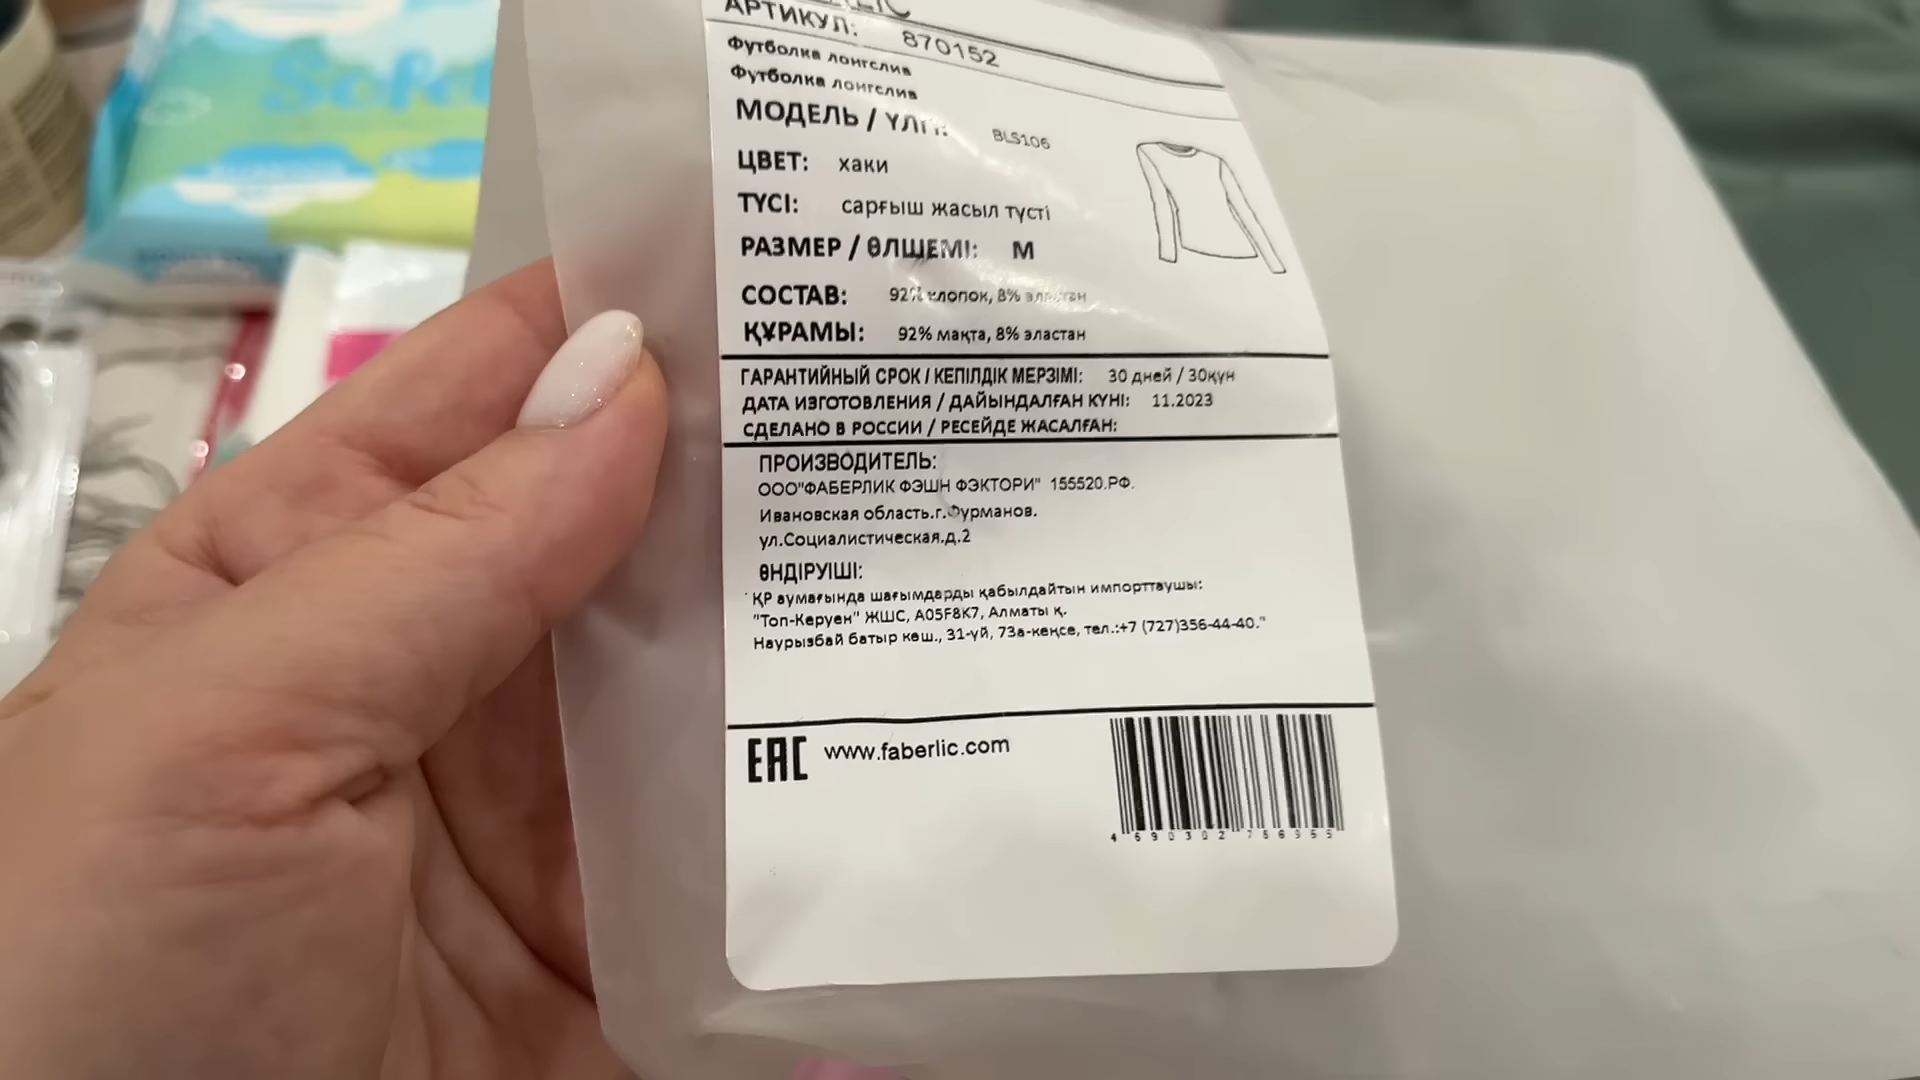 АРТИКУЛ: 870152
Футболка лонгслив
Футболка лонгслив
МОДЕЛЬ / ҮЛГІ: BLS106
ЦВЕТ: хаки
ТҮСІ: сарғыш жасыл түсті
РАЗМЕР / ӨЛШЕМІ: M
СОСТАВ: 92% хлопок, 8% эластан
ҚҰРАМЫ: 92% мақта, 8% эластан
ГАРАНТИЙНЫЙ СРОК / КЕПІЛДІК МЕРЗІМІ: 30 дней / 30күн
ДАТА ИЗГОТОВЛЕНИЯ / ДАЙЫНДАЛҒАН КҮНІ: 11.2023
СДЕЛАНО В РОССИИ / РЕСЕЙДЕ ЖАСАЛҒАН:
ПРОИЗВОДИТЕЛЬ:
ООО"ФАБЕРЛИК ФЭШН ФЭКТОРИ" 155520.РФ.
Ивановская область.г.Фурманов.
ул.Социалистическая.д.2
ӨНДІРУІШІ:
ҚР аумағында шағымдарды қабылдайтын импорттаушы:
"Топ-Керуен" ЖШС, A05F8K7, Алматы қ.
Наурызбай батыр көш., 31-үй, 73а-кеңсе, тел.:+7 (727)356-44-40."
EAC www.faberlic.com